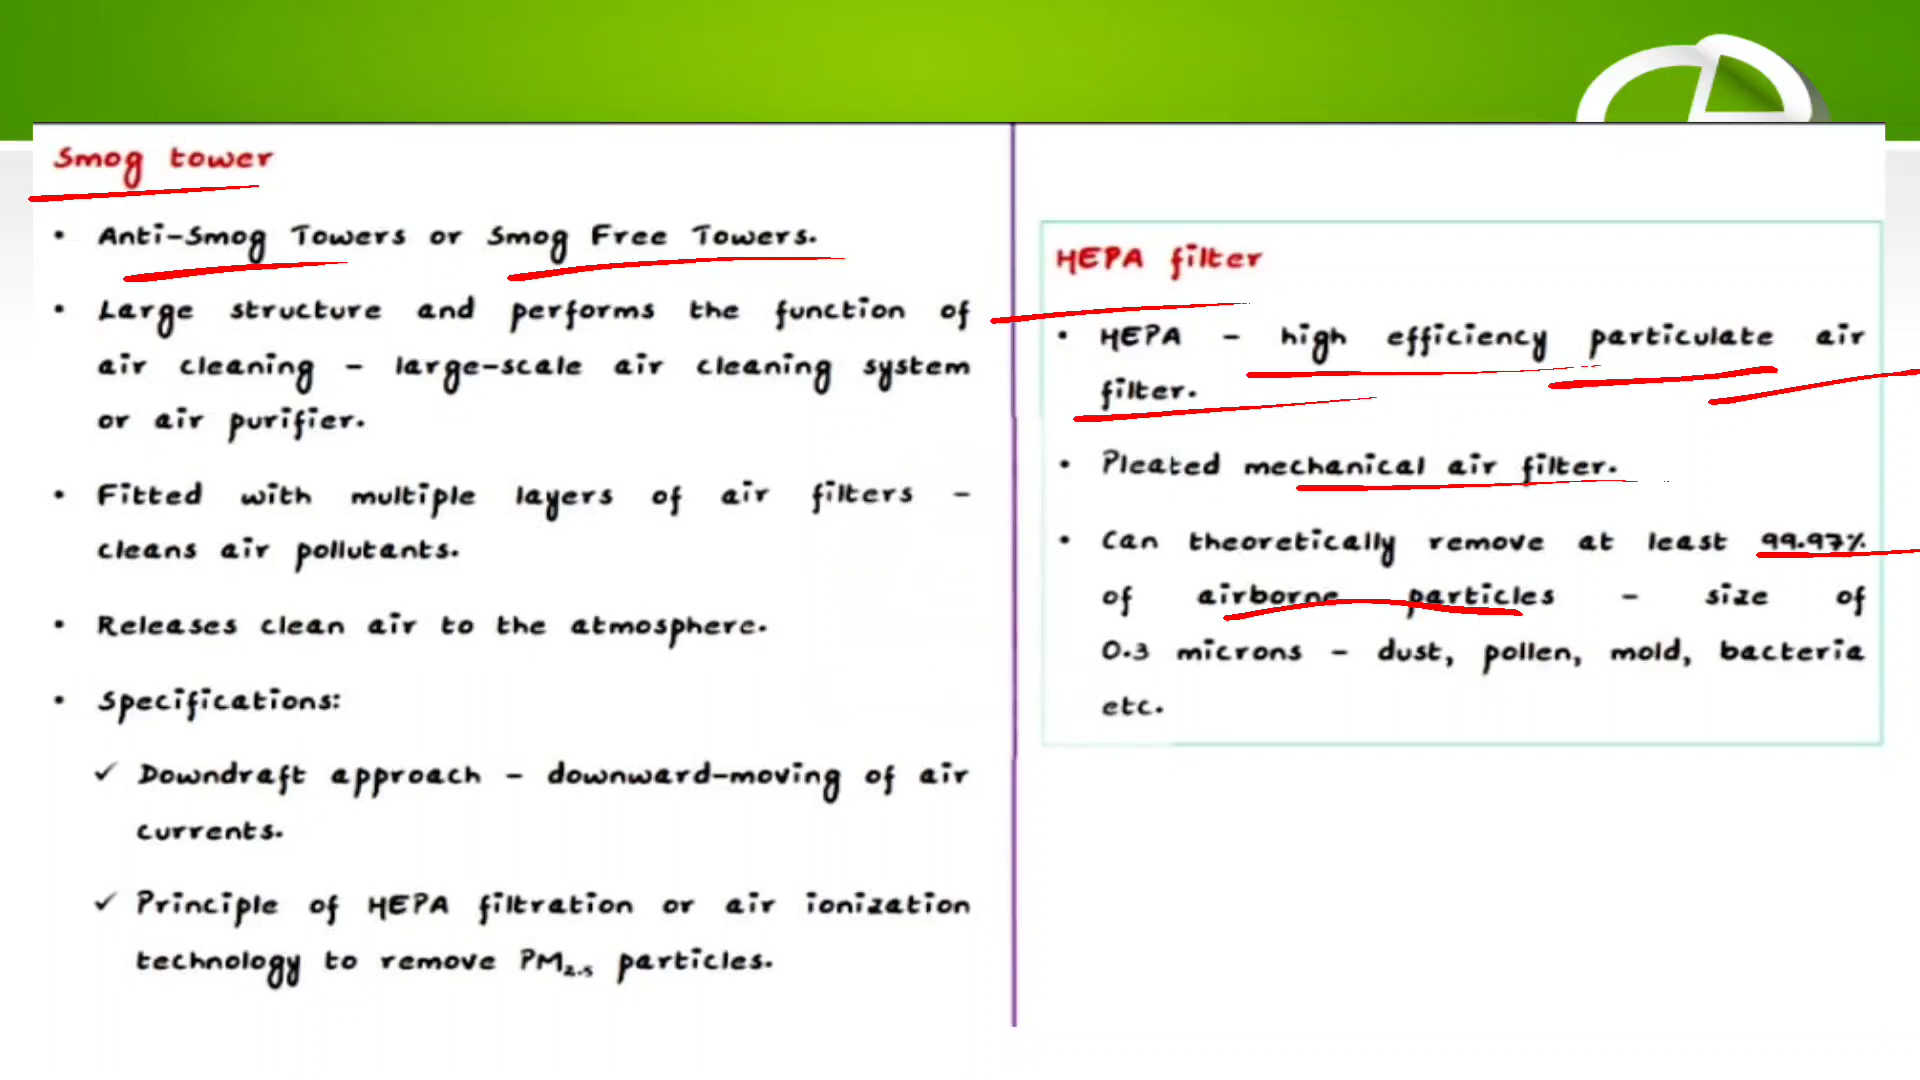 Smog tower
• Anti-Smog Towers or Smog Free Towers.
• Large structure and performs the function of
air cleaning – large-scale air cleaning system
or air purifier.
• Fitted with multiple layers of air filters –
cleans air pollutants.
• Releases clean air to the atmosphere.
• Specifications:
✓ Downdraft approach – downward-moving of air
currents.
✓ Principle of HEPA filtration or air ionization
technology to remove PM2.5 particles.
HEPA filter
• HEPA – high efficiency particulate air
filter.
• Pleated mechanical air filter.
• Can theoretically remove at least 99.97%
of airborne particles – size of
0.3 microns – dust, pollen, mold, bacteria
etc.